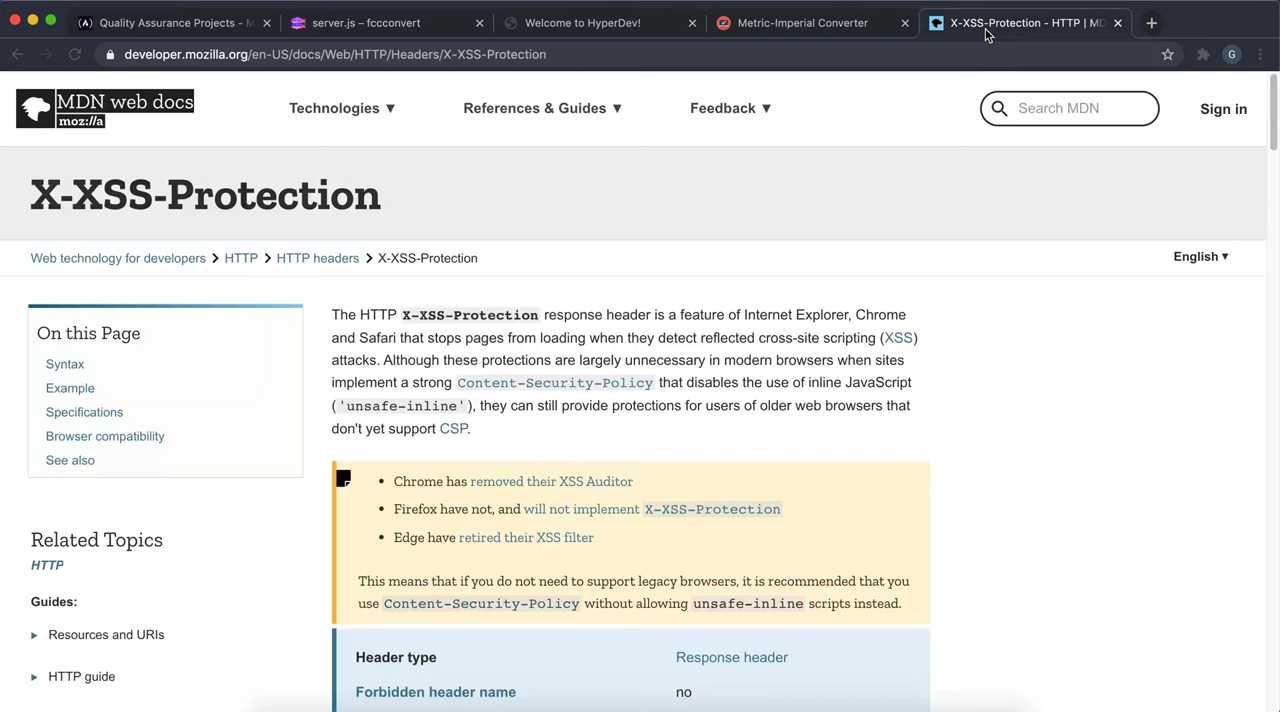 Quality Assurance Projects - M
server.js – fccconvert
Welcome to HyperDev!
Metric-Imperial Converter
X-XSS-Protection - HTTP | MD
developer.mozilla.org/en-US/docs/Web/HTTP/Headers/X-XSS-Protection
G
MDN web docs
moz://a
Technologies ▼
References & Guides ▼
Feedback ▼
Search MDN
Sign in
X-XSS-Protection
Web technology for developers > HTTP > HTTP headers > X-XSS-Protection
English ▼
On this Page
Syntax
Example
Specifications
Browser compatibility
See also
Related Topics
HTTP
Guides:
▸ Resources and URIs
▸ HTTP guide
The HTTP X-XSS-Protection response header is a feature of Internet Explorer, Chrome
and Safari that stops pages from loading when they detect reflected cross-site scripting (XSS)
attacks. Although these protections are largely unnecessary in modern browsers when sites
implement a strong Content-Security-Policy that disables the use of inline JavaScript
('unsafe-inline'), they can still provide protections for users of older web browsers that
don't yet support CSP.
• Chrome has removed their XSS Auditor
• Firefox have not, and will not implement X-XSS-Protection
• Edge have retired their XSS filter
This means that if you do not need to support legacy browsers, it is recommended that you
use Content-Security-Policy without allowing unsafe-inline scripts instead.
Header type Response header
Forbidden header name no